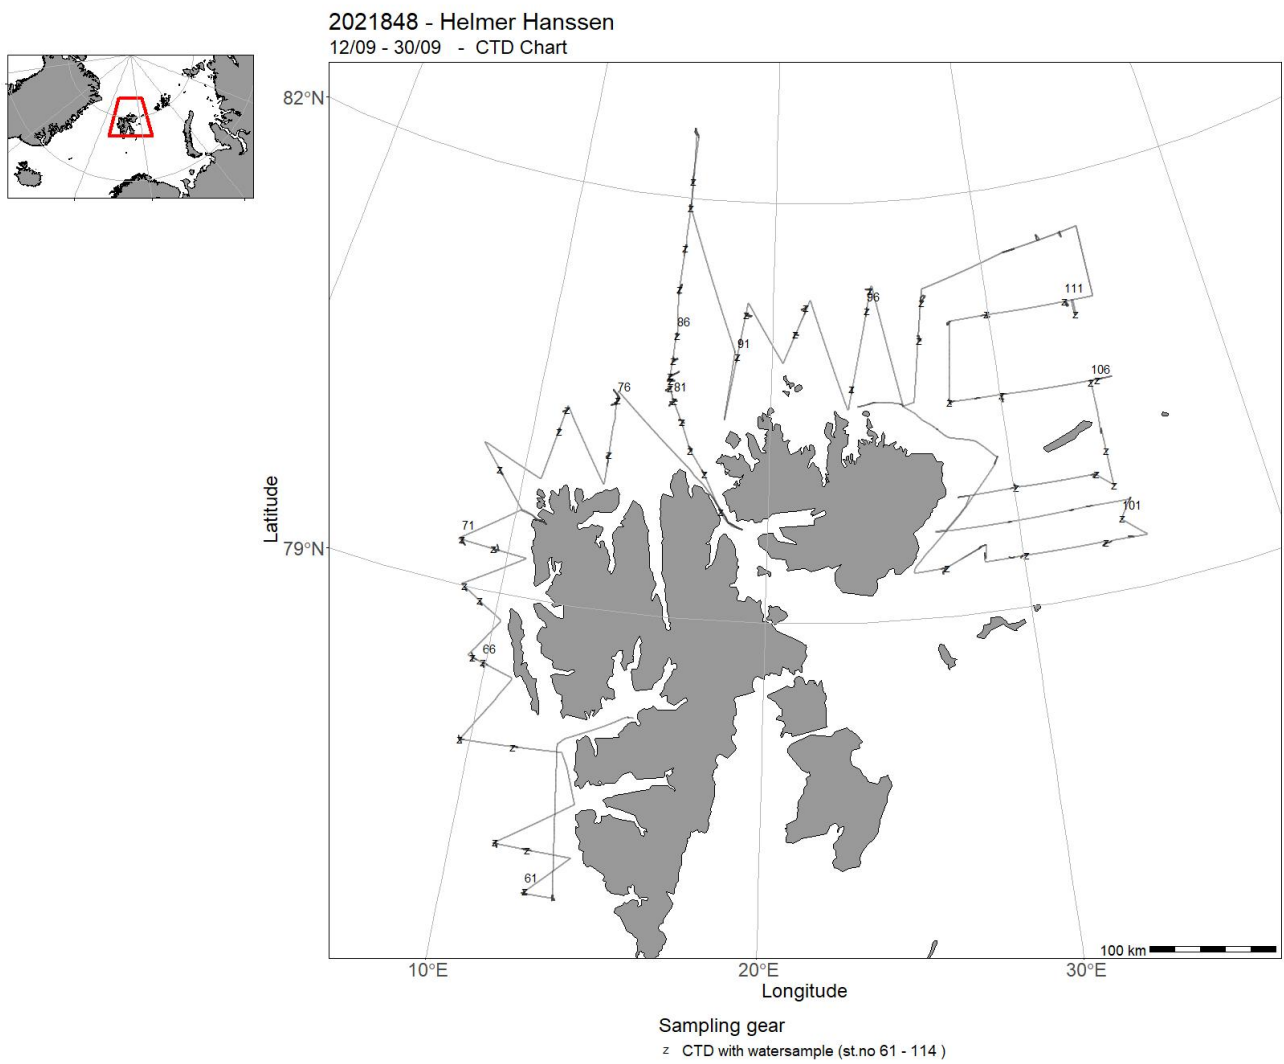 2021848 - Helmer Hanssen
12/09 - 30/09 - CTD Chart
82°N
111
96
86
91
106
76
81
101
71
79°N
66
61
100 km
10°E
20°E
30°E
Latitude
Longitude
Sampling gear
z CTD with watersample (st.no 61 - 114 )